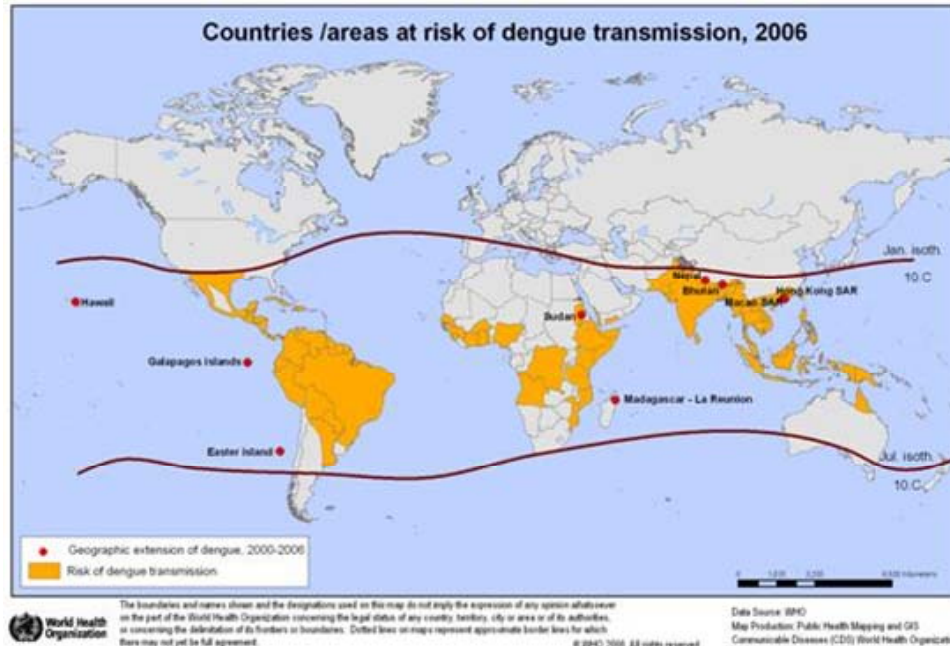 Countries /areas at risk of dengue transmission, 2006
Jan. isoth.
10.C
Nepal
Bhutan
Hong Kong SAR
Macao SAR
Hawaii
Sudan
Galapagos islands
Madagascar - La Reunion
Easter island
Jul. isoth.
10.C
Geographic extension of dengue, 2000-2006
Risk of dengue transmission
World Health
Organization
The boundaries and names shown and the designations used on this map do not imply the expression of any opinion whatsoever
on the part of the World Health Organization concerning the legal status of any country, territory, city or area or of its authorities,
or concerning the delimitation of its frontiers or boundaries. Dotted lines on maps represent approximate border lines for which
there may not yet be full agreement.
© WHO 2006. All rights reserved
Data Source: WHO
Map Production: Public Health Mapping and GIS
Communicable Diseases (CDS) World Health Organizati